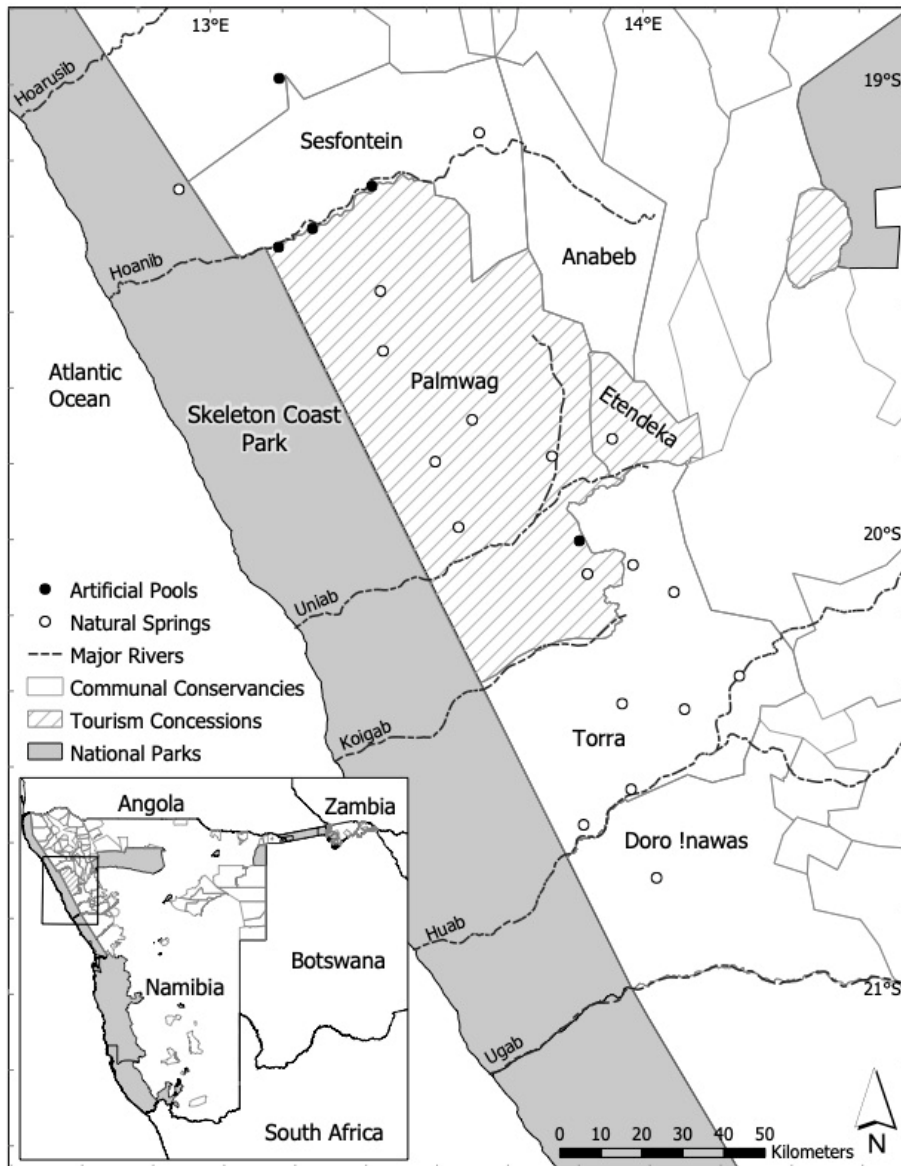 13°E
14°E
19°S
Hoarusib
Sesfontein
Hoanib
Anabeb
Atlantic
Ocean
Palmwag
Skeleton Coast
Park
Etendeka
20°S
Artificial Pools
Natural Springs
Uniab
Major Rivers
Communal Conservancies
Tourism Concessions
National Parks
Koigab
Torra
Doro !nawas
Huab
21°S
Ugab
Angola
Zambia
Botswana
Namibia
South Africa
0 10 20 30 40 50
Kilometers
N